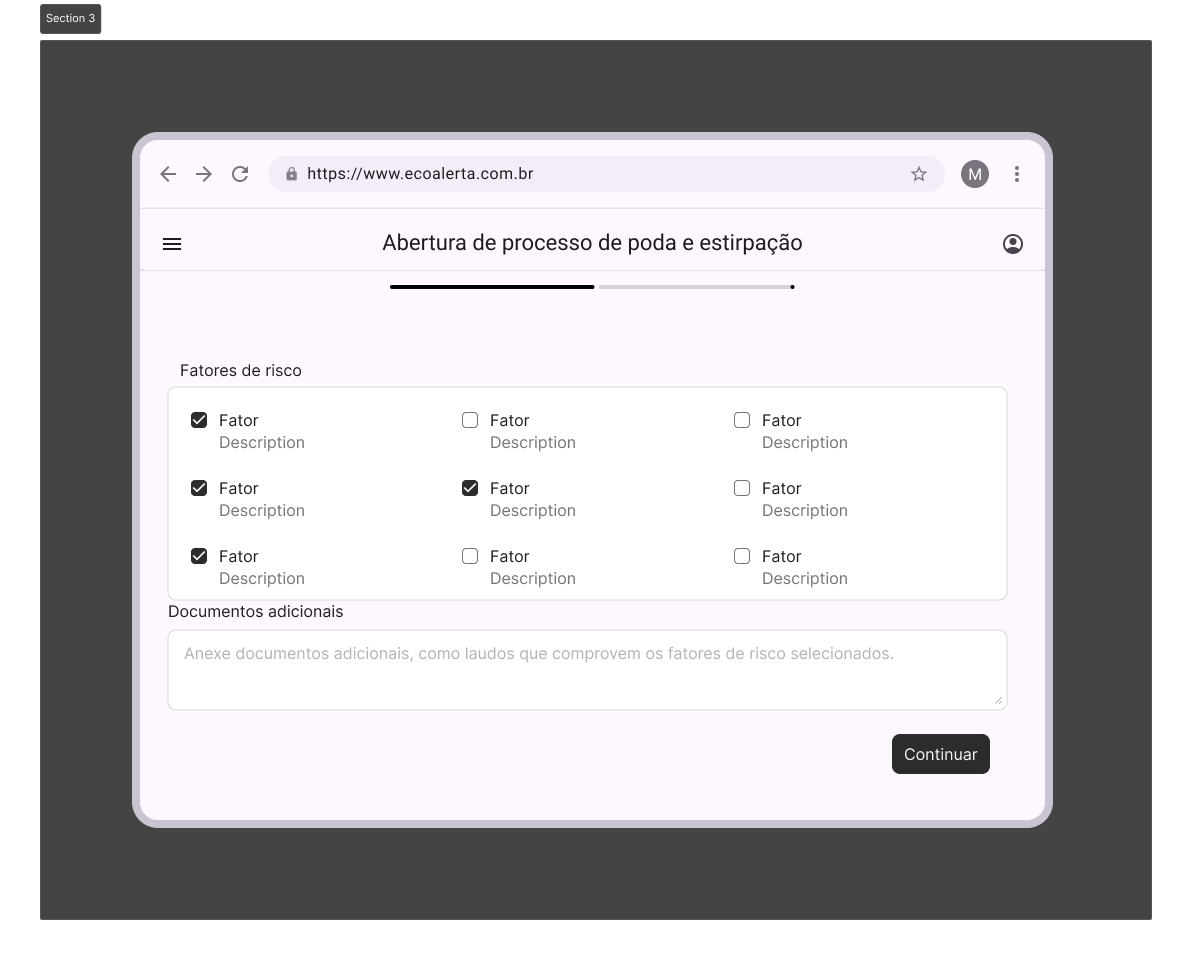 Section 3
https://www.ecoalerta.com.br
M
Abertura de processo de poda e estirpação
Fatores de risco
Fator Fator Fator
Description Description Description
Fator Fator Fator
Description Description Description
Fator Fator Fator
Description Description Description
Documentos adicionais
Anexe documentos adicionais, como laudos que comprovem os fatores de risco selecionados.
Continuar